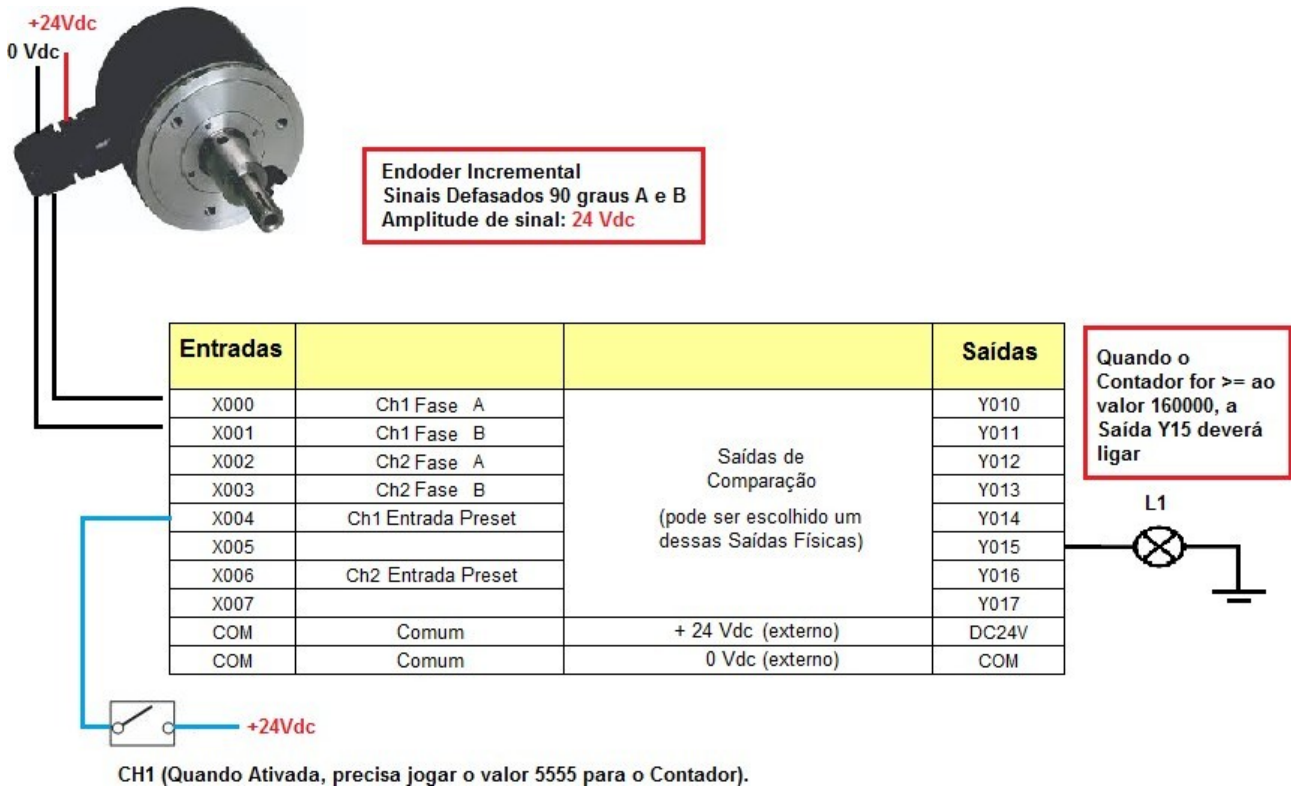 +24Vdc
0 Vdc
Endoder Incremental
Sinais Defasados 90 graus A e B
Amplitude de sinal: 24 Vdc
Entradas
Saídas
X000
Ch1 Fase A
Y010
X001
Ch1 Fase B
Y011
X002
Ch2 Fase A
Y012
X003
Ch2 Fase B
Y013
X004
Ch1 Entrada Preset
Y014
X005
Y015
X006
Ch2 Entrada Preset
Y016
X007
Y017
Saídas de
Comparação
(pode ser escolhido um
dessas Saídas Físicas)
COM
Comum
+ 24 Vdc (externo)
DC24V
COM
Comum
0 Vdc (externo)
COM
Quando o
Contador for >= ao
valor 160000, a
Saída Y15 deverá
ligar
L1
+24Vdc
CH1 (Quando Ativada, precisa jogar o valor 5555 para o Contador).